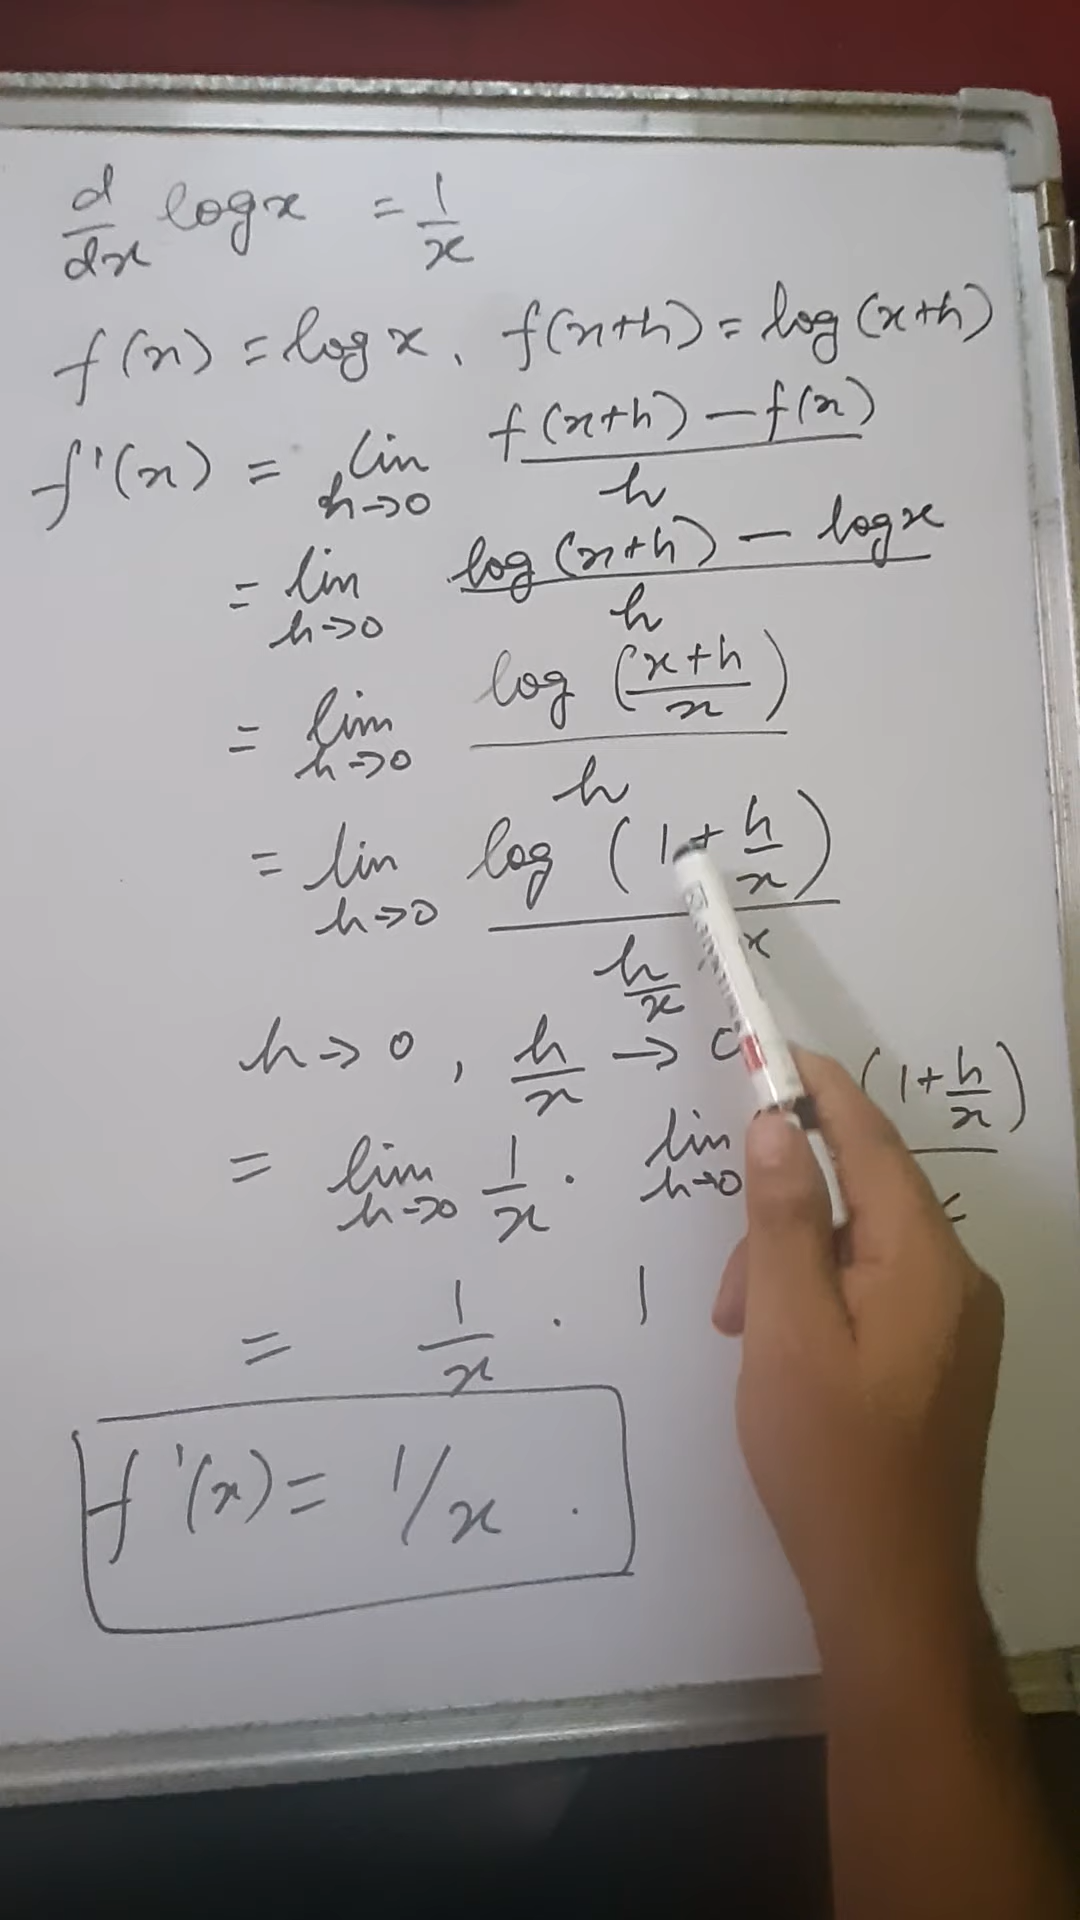 d/dx log x = 1/x
f(x) = log x, f(x+h) = log (x+h)
f'(x) = lim h→0 f(x+h) — f(x) / h
= lim h→0 log (x+h) — log x / h
= lim h→0 log (x+h / x) / h
= lim h→0 log (1 + h/x) / h/x x
h→0, h/x →
= lim h→0 1/x . lim h→0 (1 + h/x)
= 1/x . 1
f'(x) = 1/x .